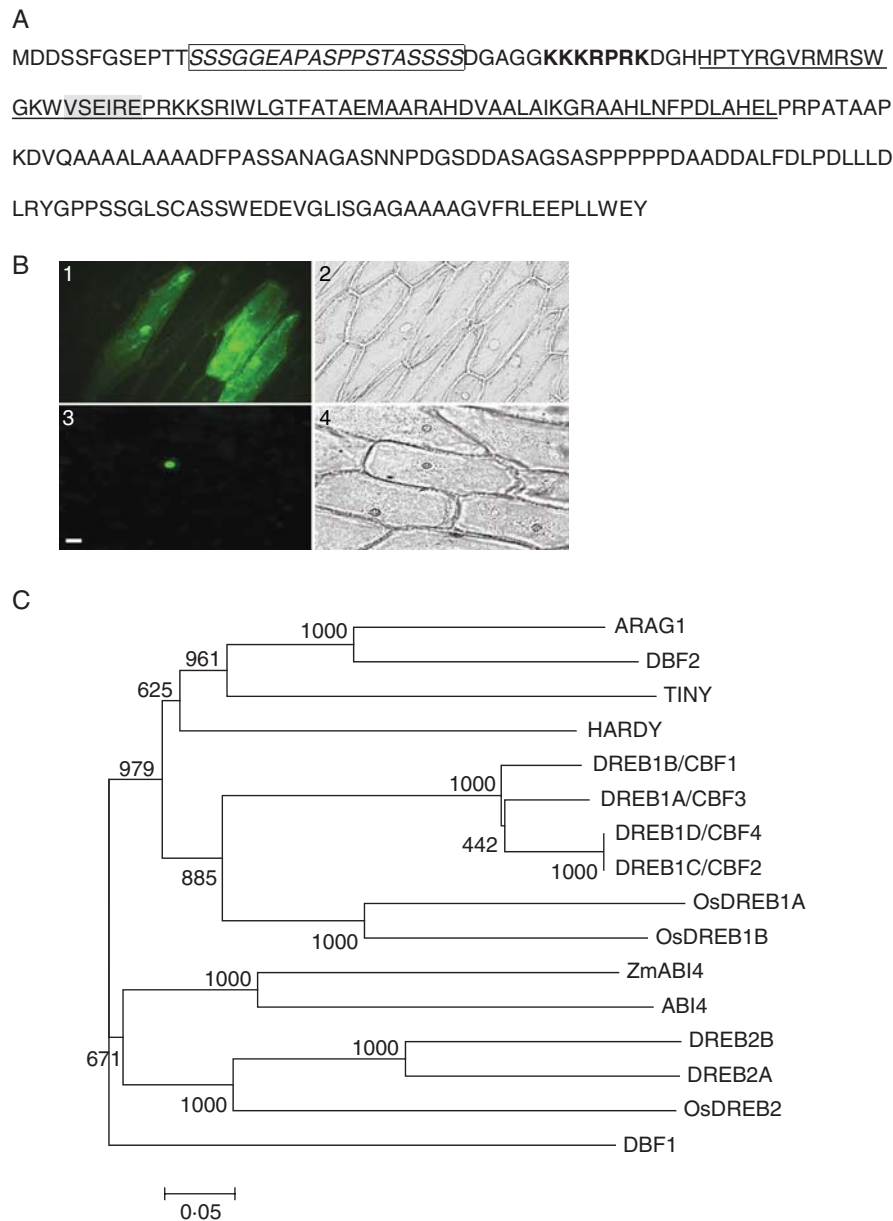 A
MDDSSFGSEPTTSSSGGEAPASPPSTASSSSDGAGGKKKRPRKDGHHPTYRGVRMRSW
GKWVSEIREPRKKSRIWLGTFATAEMAARAHDVAALAIKGRAAHLNFPDLAHELPRPATAAP
KDVQAAAALAAAADFPASSANAGASNNPDGSDDASAGSASPPPPPDAADDALFDLPDLLLD
LRYGPPSSGLSCASSWEDEVGLISGAGAAAAGVFRLEEPLLWEY
B
1
2
3
4
C
1000
ARAG1
961
DBF2
625
TINY
HARDY
979
DREB1B/CBF1
1000
DREB1A/CBF3
442
DREB1D/CBF4
885
1000
DREB1C/CBF2
OsDREB1A
1000
OsDREB1B
1000
ZmABI4
ABI4
671
1000
DREB2B
DREB2A
1000
OsDREB2
DBF1
0·05